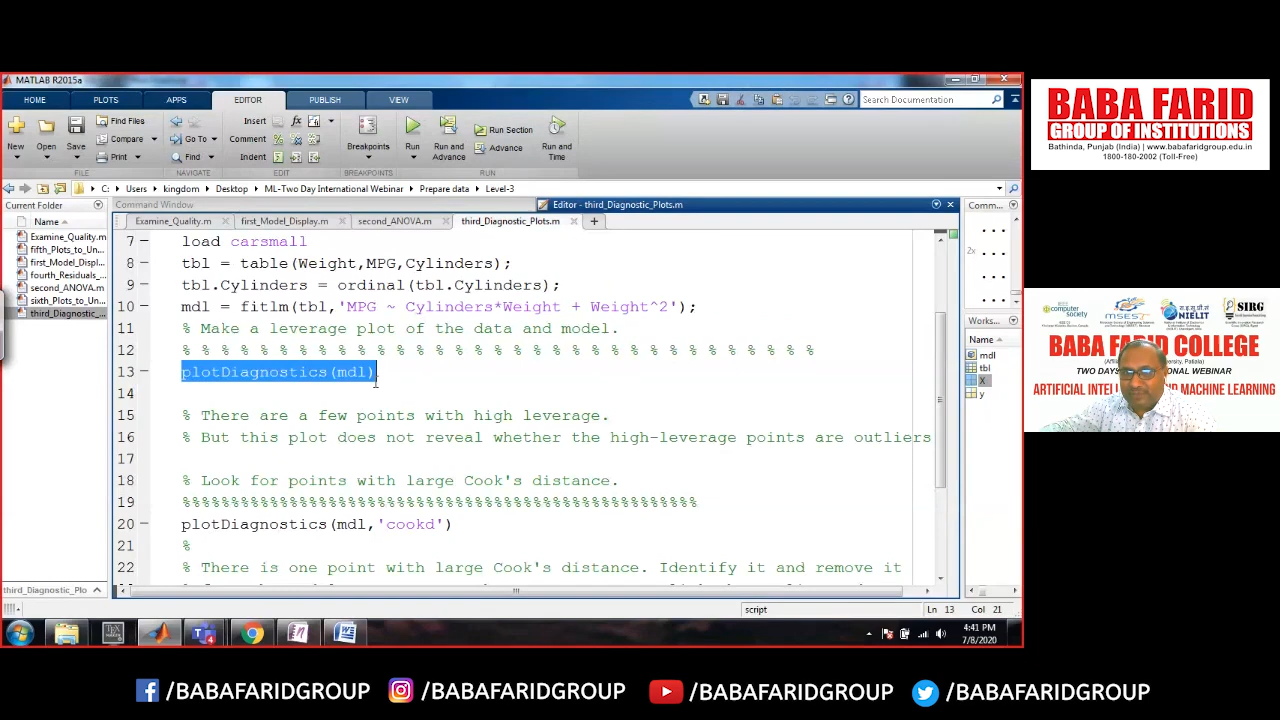 MATLAB R2015a
HOME PLOTS APPS EDITOR PUBLISH VIEW Search Documentation
New Open Save Find Files Compare Print
Go To Find
Insert Comment Indent
Breakpoints
Run Run and Advance Run Section Advance Run and Time
FILE NAVIGATE EDIT BREAKPOINTS RUN
C: Users kingdom Desktop ML-Two Day International Webinar Prepare data Level-3
Current Folder
Name
Examine_Quality.m
fifth_Plots_to_Un...
first_Model_Displ...
fourth_Residuals_...
second_ANOVA.m
sixth_Plots_to_Un...
third_Diagnostic_...
third_Diagnostic_Plo
Command Window
Editor - third_Diagnostic_Plots.m
Examine_Quality.m first_Model_Display.m second_ANOVA.m third_Diagnostic_Plots.m
7 load carsmall
8 tbl = table(Weight,MPG,Cylinders);
9 tbl.Cylinders = ordinal(tbl.Cylinders);
10 mdl = fitlm(tbl,'MPG ~ Cylinders*Weight + Weight^2');
11 % Make a leverage plot of the data and model.
12 % % % % % % % % % % % % % % % % % % % % % % % % % % % % % % % % %
13 plotDiagnostics(mdl)
14
15 % There are a few points with high leverage.
16 % But this plot does not reveal whether the high-leverage points are outliers
17
18 % Look for points with large Cook's distance.
19 %%%%%%%%%%%%%%%%%%%%%%%%%%%%%%%%%%%%%%%%%%%%%%%%%%%%%
20 plotDiagnostics(mdl,'cookd')
21 %
22 % There is one point with large Cook's distance. Identify it and remove it
script Ln 13 Col 21
Comm...
2x
Works...
Name
mdl
tbl
X
y
4:41 PM
7/8/2020
BABA FARID
GROUP OF INSTITUTIONS
Bathinda, Punjab (India) | www.babafaridgroup.edu.in
1800-180-2002 (Toll-Free)
IEEE computer society MSEST NIELIT SIRG
BABA FARID COLLEGE
TWO DAYS
WEBINAR
ARTIFICIAL
MACHINE LEARNING
/BABAFARIDGROUP /BABAFARIDGROUP /BABAFARIDGROUP /BABAFARIDGROUP